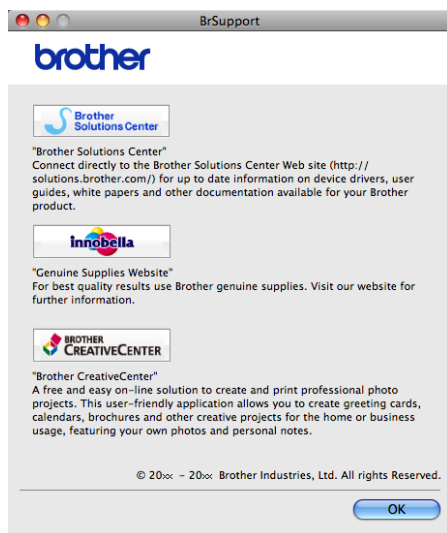 BrSupport
brother
Brother
Solutions Center
"Brother Solutions Center"
Connect directly to the Brother Solutions Center Web site (http://
solutions.brother.com/) for up to date information on device drivers, user
guides, white papers and other documentation available for your Brother
product.
innobella
"Genuine Supplies Website"
For best quality results use Brother genuine supplies. Visit our website for
further information.
BROTHER
CREATIVECENTER
"Brother CreativeCenter"
A free and easy on-line solution to create and print professional photo
projects. This user-friendly application allows you to create greeting cards,
calendars, brochures and other creative projects for the home or business
usage, featuring your own photos and personal notes.
© 20xx - 20xx Brother Industries, Ltd. All rights Reserved.
OK